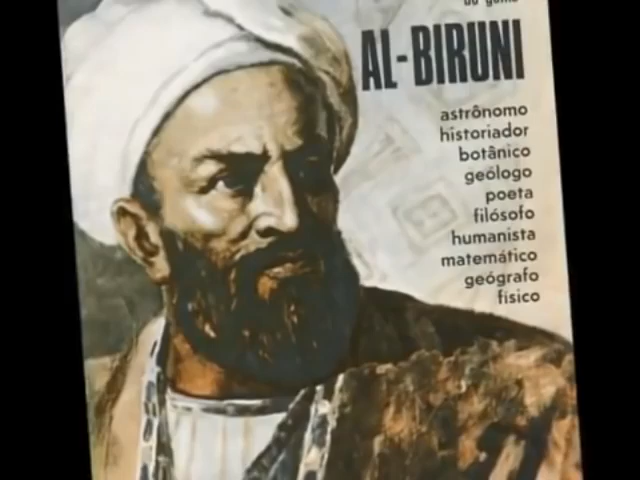 AL-BIRUNI
astrônomo
historiador
botânico
geólogo
poeta
filósofo
humanista
matemático
geógrafo
físico